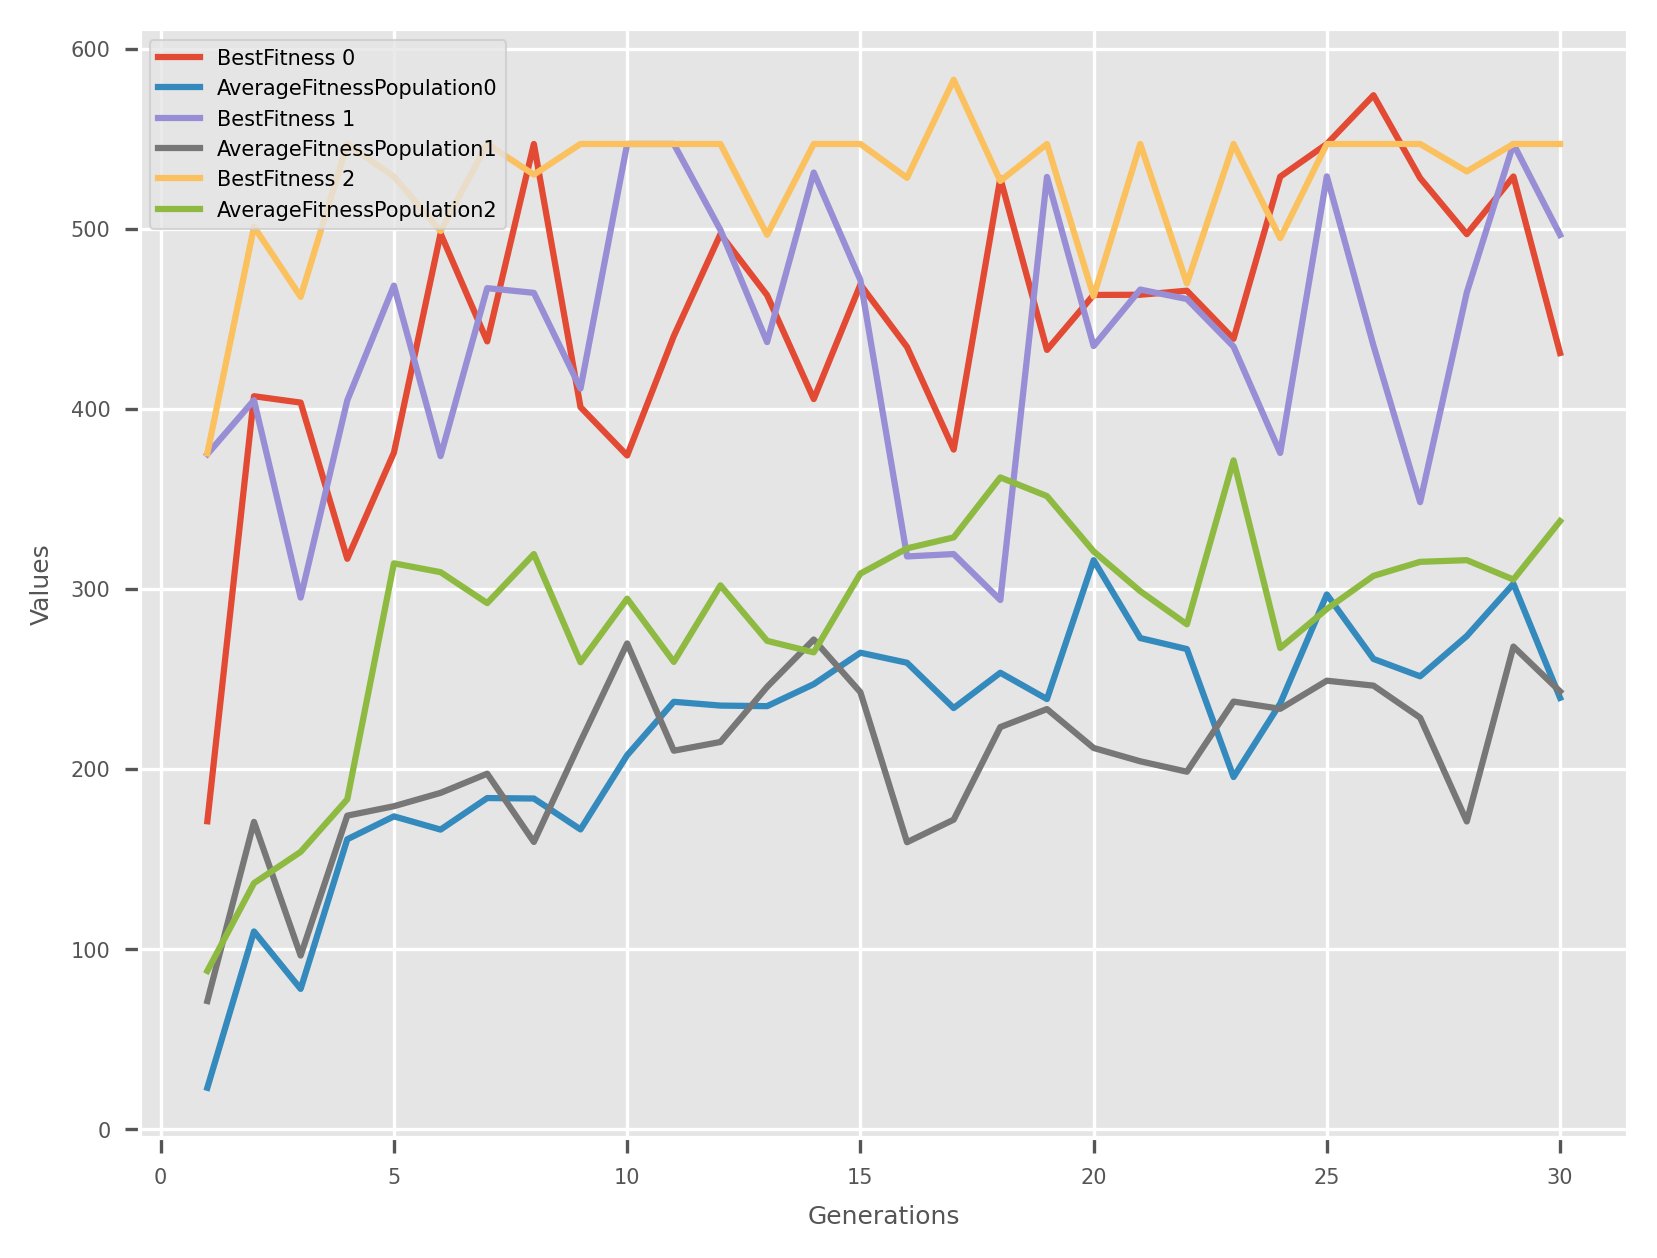 600
500
400
300
200
100
0
Values
BestFitness 0
AverageFitnessPopulation0
BestFitness 1
AverageFitnessPopulation1
BestFitness 2
AverageFitnessPopulation2
0 5 10 15 20 25 30
Generations